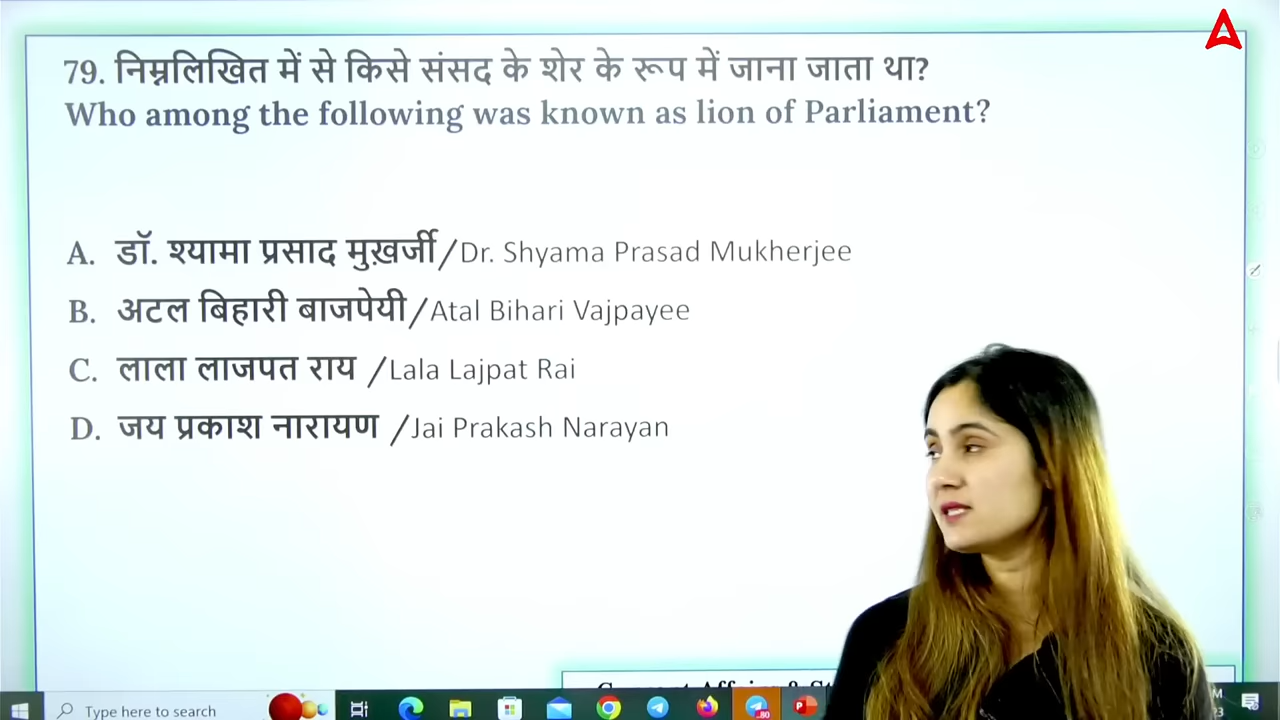 79. निम्नलिखित में से किसे संसद के शेर के रूप में जाना जाता था?
Who among the following was known as lion of Parliament?
A. डॉ. श्यामा प्रसाद मुख़र्जी/Dr. Shyama Prasad Mukherjee
B. अटल बिहारी बाजपेयी/Atal Bihari Vajpayee
C. लाला लाजपत राय /Lala Lajpat Rai
D. जय प्रकाश नारायण /Jai Prakash Narayan
Type here to search